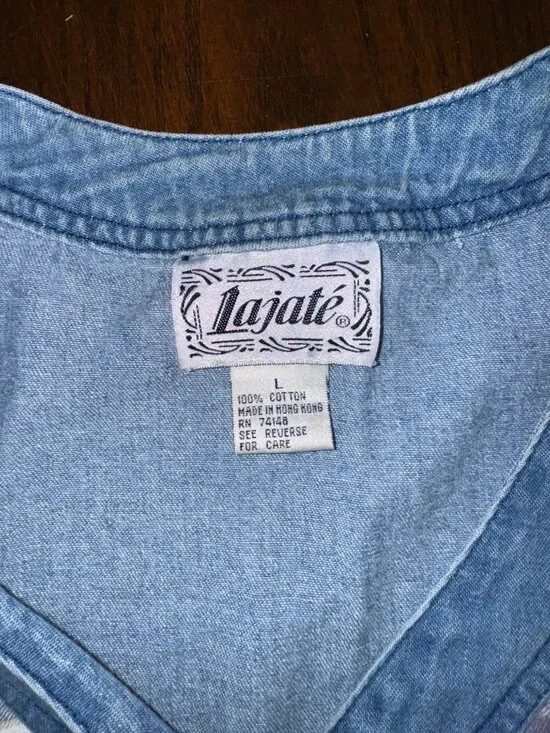 Lajaté®
L
100% COTTON
MADE IN HONG KONG
RN 74148
SEE REVERSE
FOR CARE